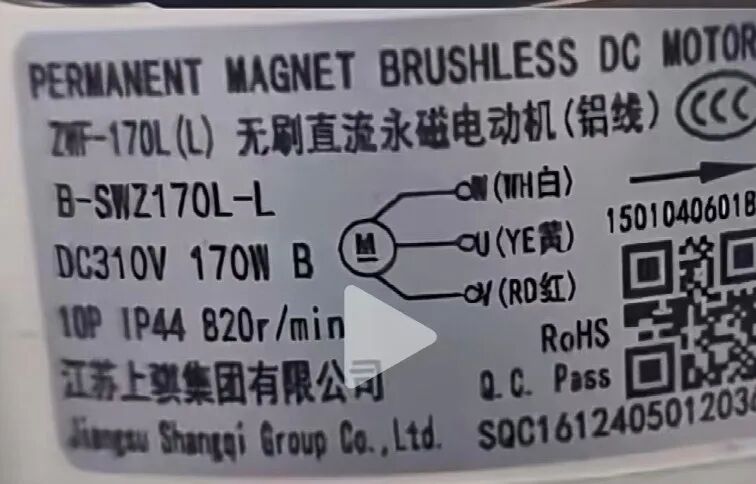 PERMANENT MAGNET BRUSHLESS DC MOTOR
ZWF-170L(L) 无刷直流永磁电动机(铝线)
CCC
B-SWZ170L-L
W(WH白)
M
U(YE黄)
V(RD红)
15010406018
DC310V 170W B
10P IP44 820r/min
RoHS
江苏上骐集团有限公司
Q.C. Pass
Jiangsu Shangqi Group Co.,Ltd.
SQC1612405012036